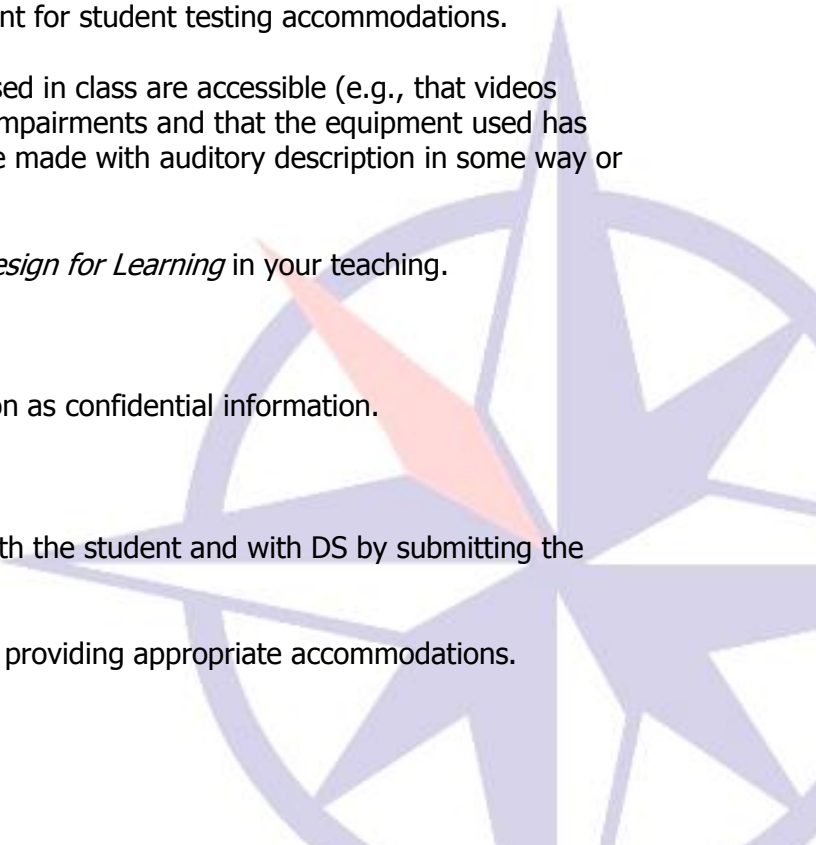 nt for student testing accommodations.
sed in class are accessible (e.g., that videos
mpairments and that the equipment used has
e made with auditory description in some way or
esign for Learning in your teaching.
on as confidential information.
th the student and with DS by submitting the
providing appropriate accommodations.